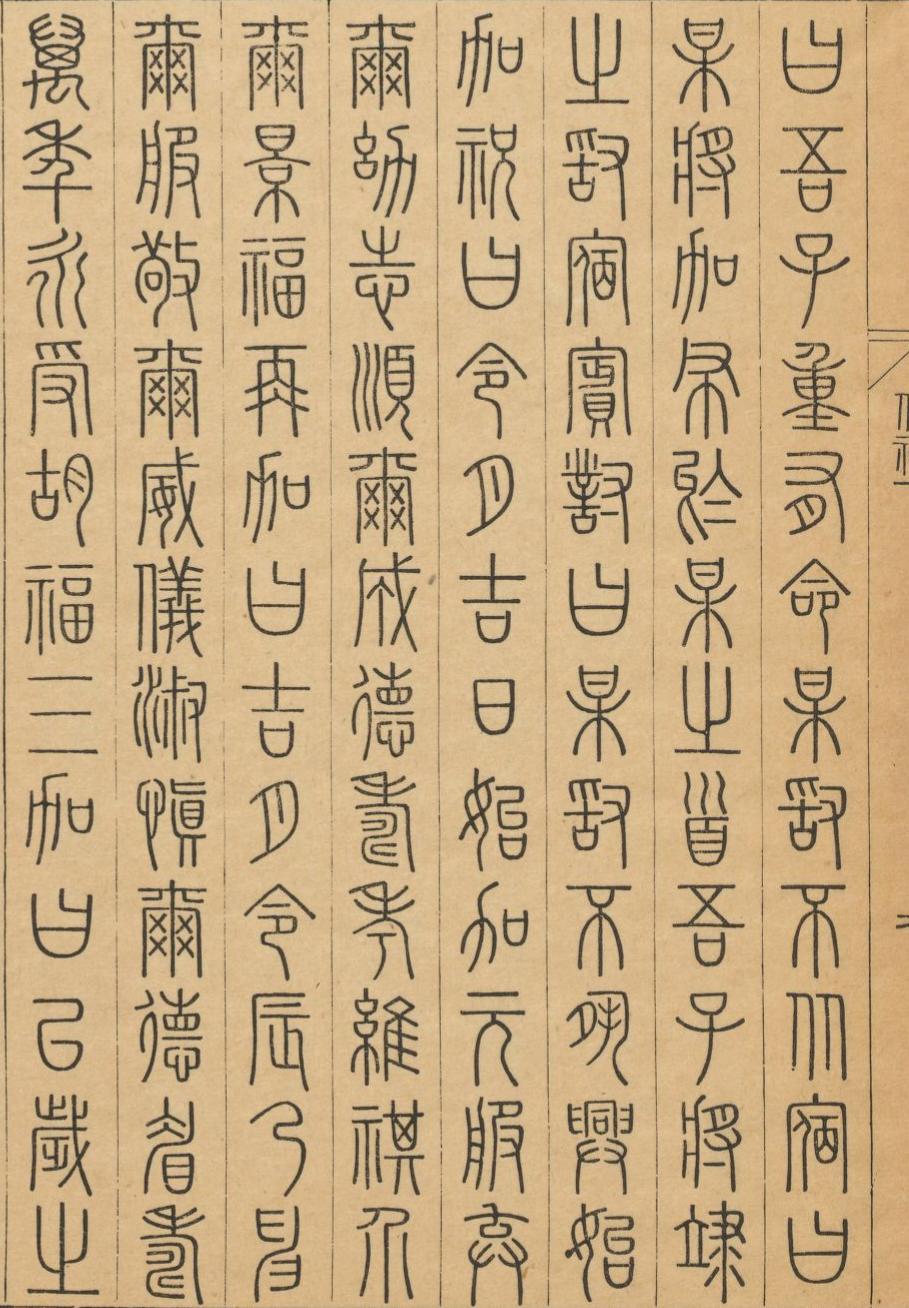 曰吾子重有命某敢不从宿曰
某將加布於某之首吾子將䇐
之敢宿賓對曰某敢不夙興始
加祝曰令月吉日始加元服棄
爾幼志順爾成德壽考維祺介
爾景福再加曰吉月令辰乃申
爾服敬爾威儀淑慎爾德眉壽
萬年永受胡福三加曰以歲之